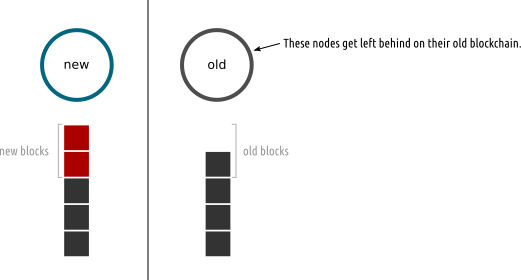 new
old
These nodes get left behind on their old blockchain.
new blocks
old blocks